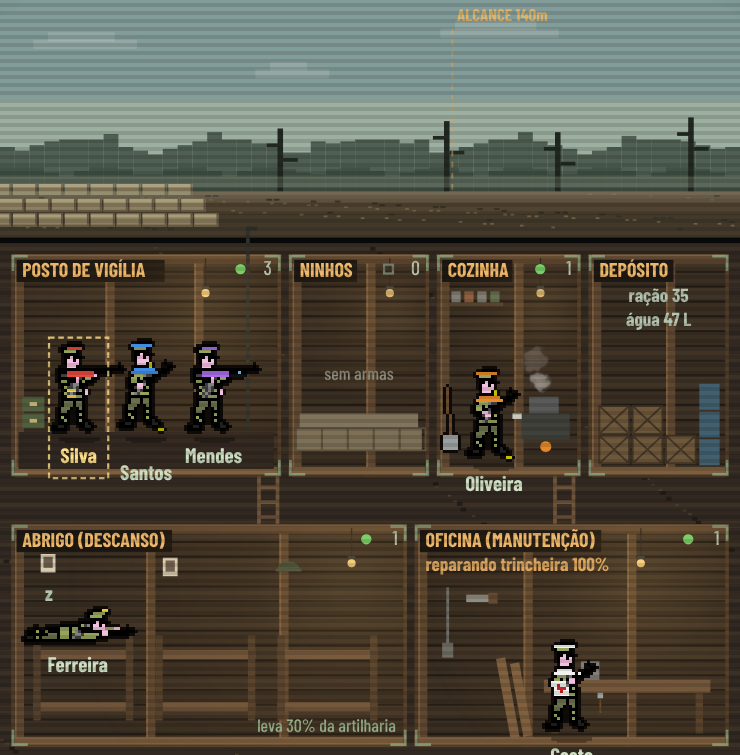 ALCANCE 140m
POSTO DE VIGÍLIA 3
NINHOS 0
COZINHA 1
DEPÓSITO
ração 35
água 47 L
sem armas
Silva
Santos
Mendes
Oliveira
ABRIGO (DESCANSO) 1
OFICINA (MANUTENÇÃO) 1
reparando trincheira 100%
z
Ferreira
leva 30% da artilharia